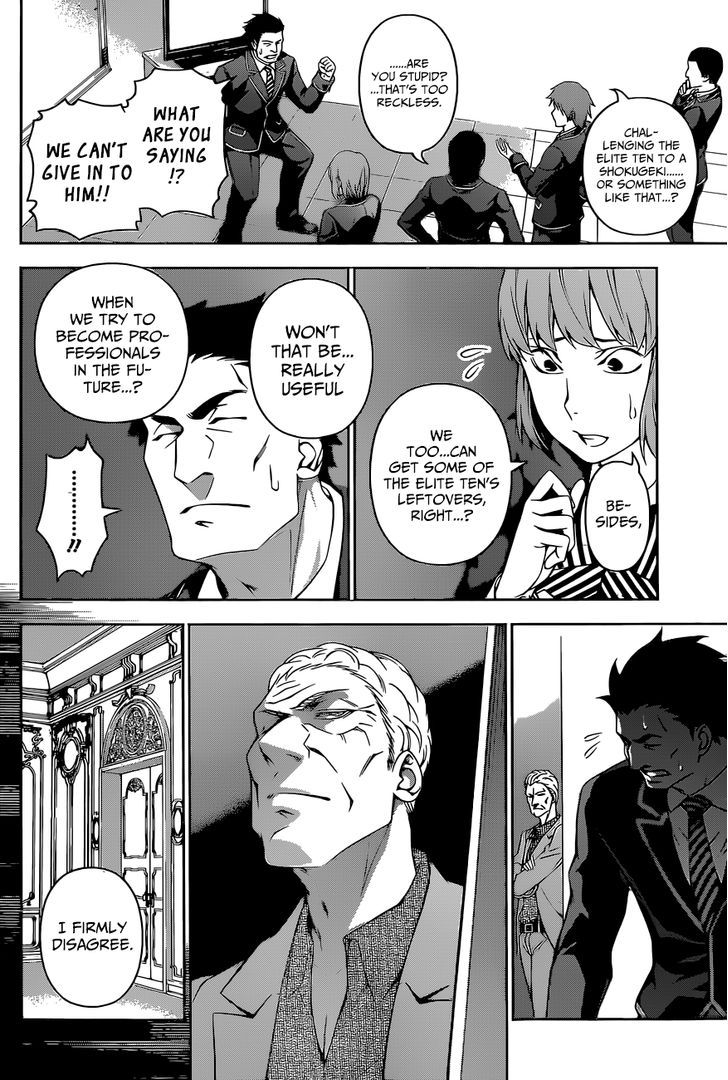 CHAL-
LENGING THE
ELITE TEN TO A
SHOKUGEKI......
OR SOMETHING
LIKE THAT...?
......ARE
YOU STUPID?
...THAT'S TOO
RECKLESS.
WHAT
ARE YOU
SAYING
!?
WE CAN'T
GIVE IN TO
HIM!!
BE-
SIDES,
WE
TOO...CAN
GET SOME OF
THE ELITE TEN'S
LEFTOVERS,
RIGHT...?
WON'T
THAT BE...
REALLY
USEFUL
WHEN
WE TRY TO
BECOME PRO-
FESSIONALS
IN THE FU-
TURE...?
.........!!
I FIRMLY
DISAGREE.